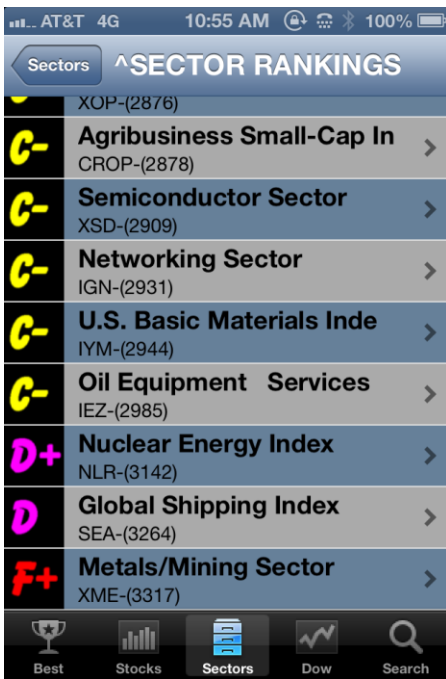 AT&T 4G 10:55 AM 100%
Sectors ^SECTOR RANKINGS
XOP-(2876)
C- Agribusiness Small-Cap In
CROP-(2878)
C- Semiconductor Sector
XSD-(2909)
C- Networking Sector
IGN-(2931)
C- U.S. Basic Materials Inde
IYM-(2944)
C- Oil Equipment   Services
IEZ-(2985)
D+ Nuclear Energy Index
NLR-(3142)
D Global Shipping Index
SEA-(3264)
F+ Metals/Mining Sector
XME-(3317)
Best Stocks Sectors Dow Search